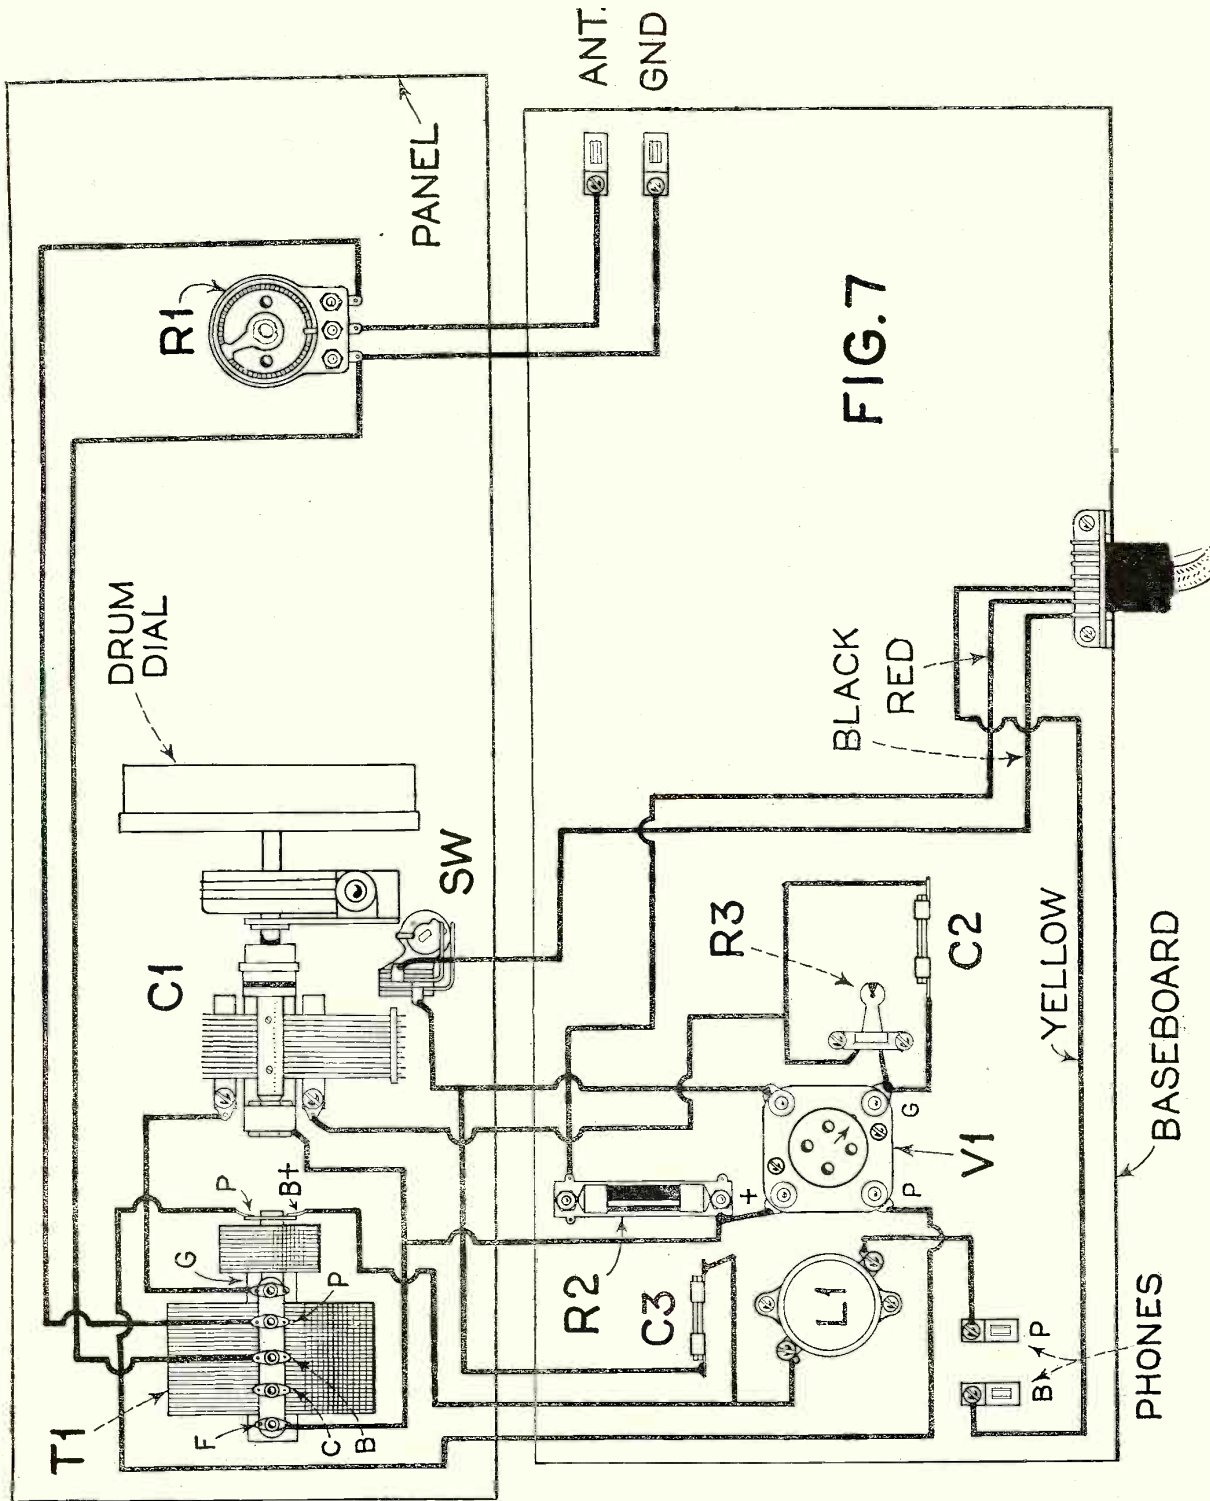 ANT.
GND
PANEL
R1
FIG.7
DRUM
DIAL
BLACK
RED
SW
C1
R3
C2
YELLOW
BASEBOARD
P
B+
G
P
T1
F
C
B
R2
+
G
P
V1
C3
L1
P
B
PHONES